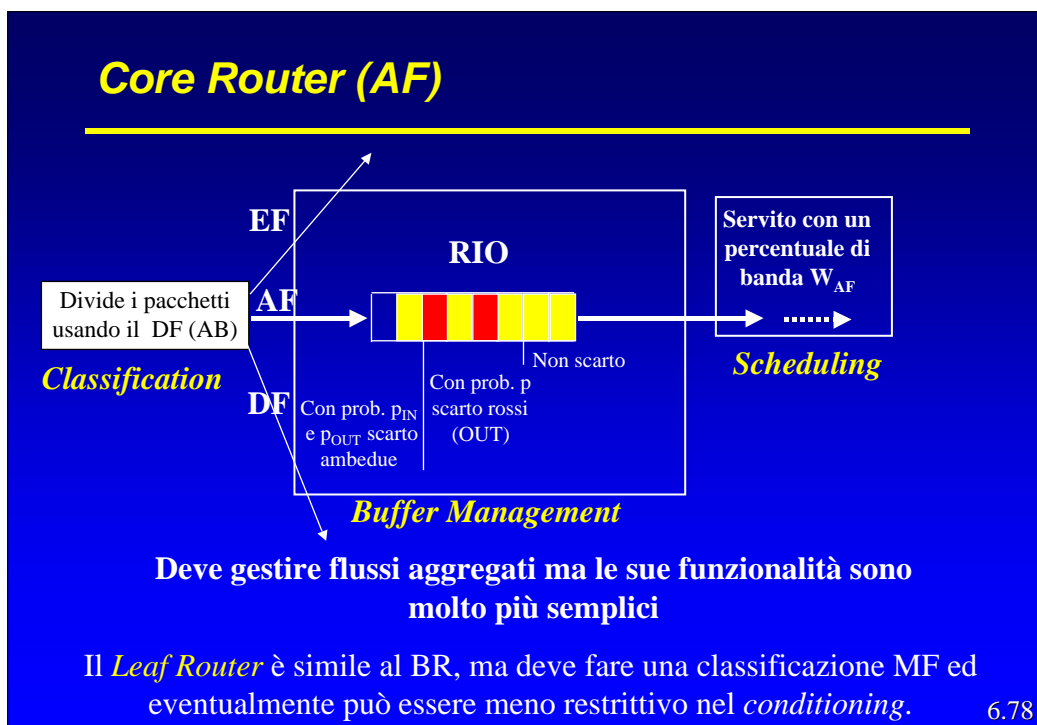 Core Router (AF)
EF
RIO
Servito con un
percentuale di
banda W_AF
Divide i pacchetti
usando il DF (AB)
AF
Classification
Non scarto
Scheduling
DF
Con prob. p_IN
e p_OUT scarto
ambedue
Con prob. p
scarto rossi
(OUT)
Buffer Management
Deve gestire flussi aggregati ma le sue funzionalità sono
molto più semplici
Il Leaf Router è simile al BR, ma deve fare una classificazione MF ed
eventualmente può essere meno restrittivo nel conditioning.
6.78